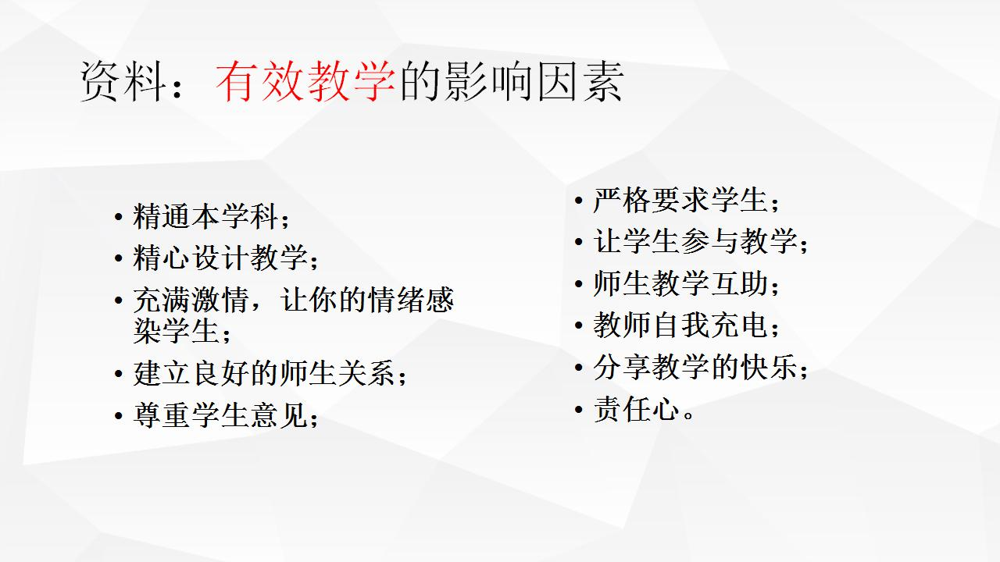 资料：有效教学的影响因素
• 精通本学科；
• 精心设计教学；
• 充满激情，让你的情绪感
染学生；
• 建立良好的师生关系；
• 尊重学生意见；
• 严格要求学生；
• 让学生参与教学；
• 师生教学互助；
• 教师自我充电；
• 分享教学的快乐；
• 责任心。